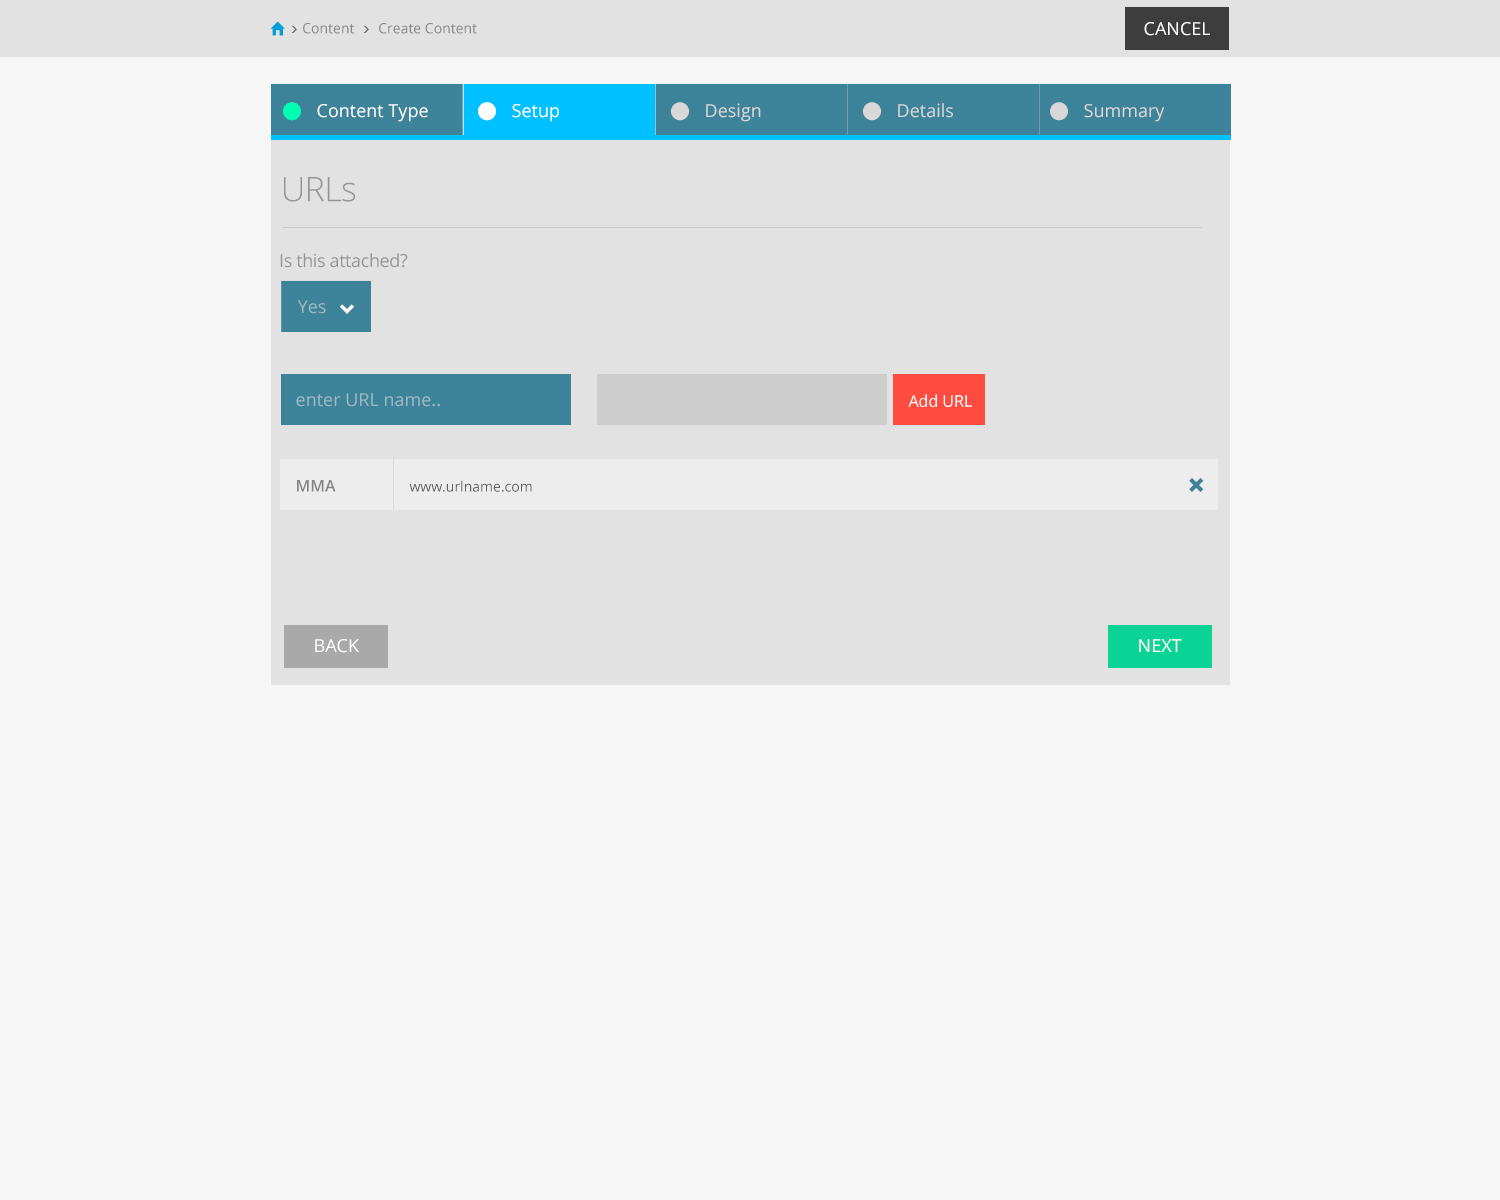 Content Create Content
CANCEL
Content Type Setup Design Details Summary
URLs
Is this attached?
Yes
enter URL name..
Add URL
MMA www.urlname.com
BACK NEXT